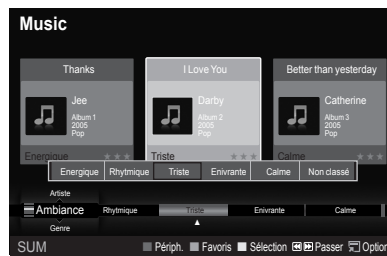 Music
Thanks I Love You Better than yesterday
Jee Darby Catherine
Album 1 Album 2 Album 3
2005 2005 2005
Pop Pop Pop
Energique ★★★ Triste ★★★ Calme ★★★
Energique Rhytmique Triste Enivrante Calme Non classé
Artiste
Ambiance Rhytmique Triste Enivrante Calme
Genre
SUM Périph. Favoris Sélection Passer Option